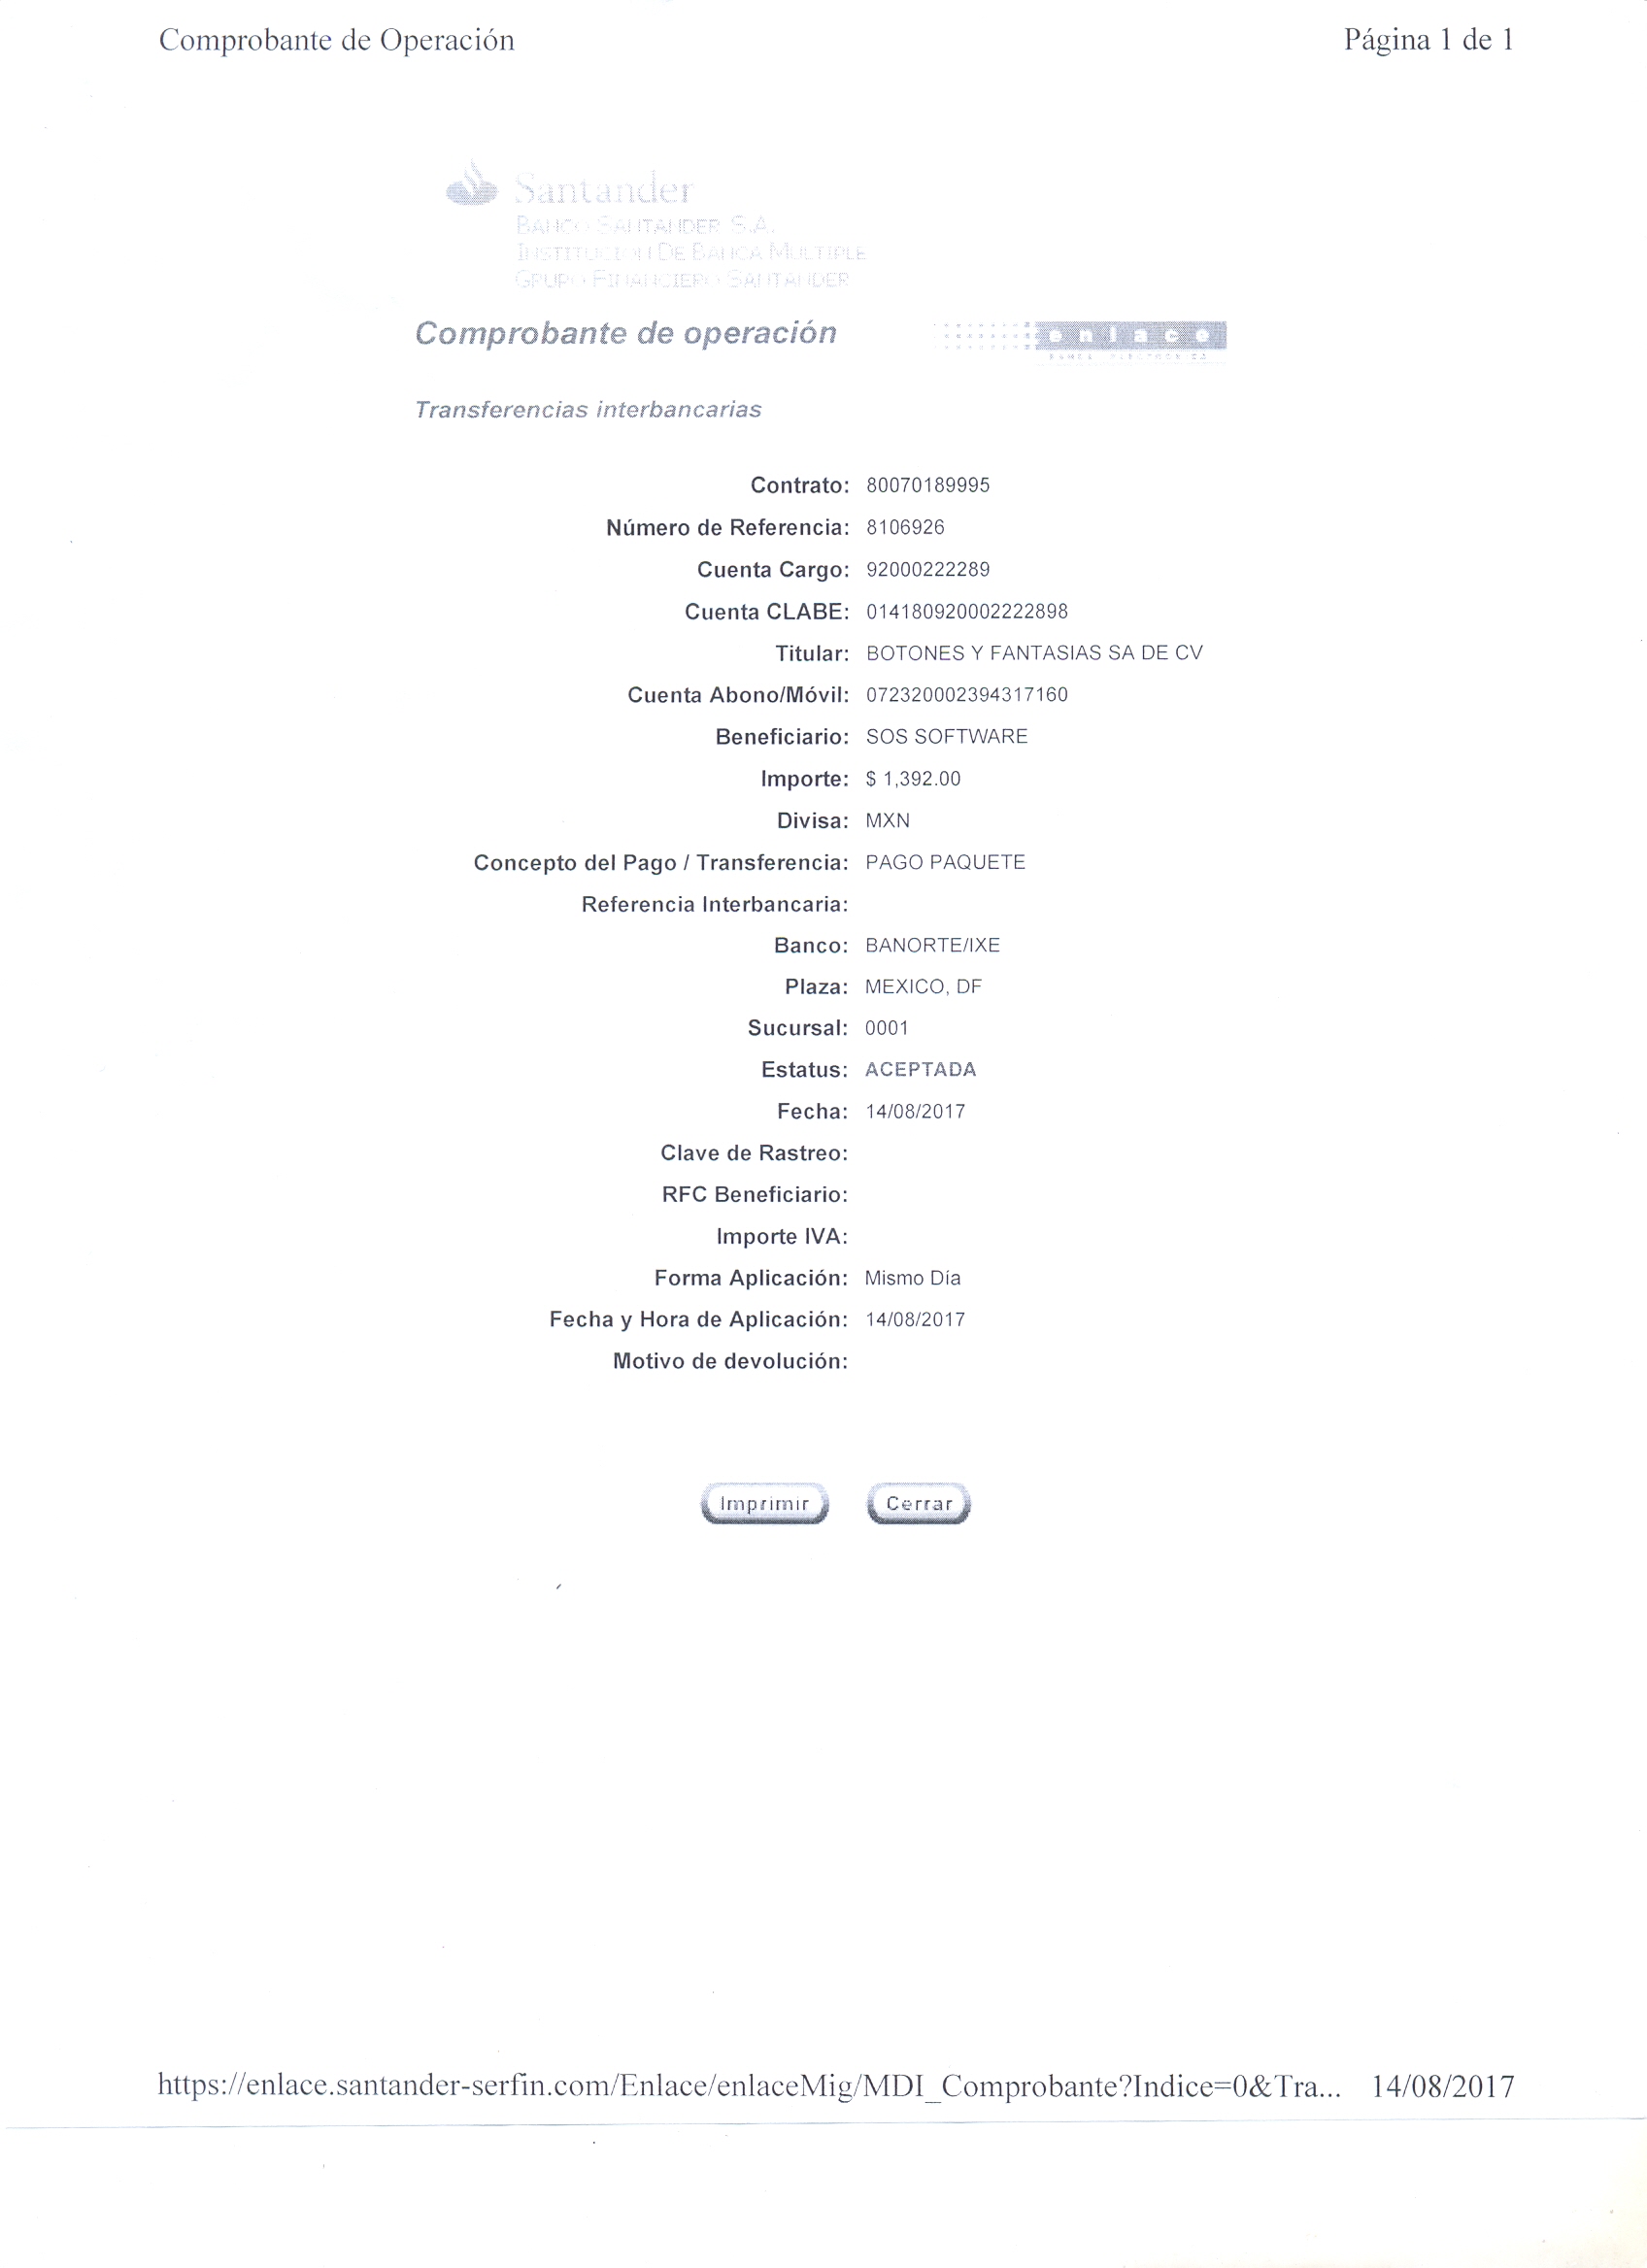 Comprobante de Operación Página 1 de 1
Santander
BANCO SANTANDER S.A.
INSTITUCION DE BANCA MULTIPLE
GRUPO FINANCIERO SANTANDER
Comprobante de operación enlace
Transferencias interbancarias
Contrato: 80070189995
Número de Referencia: 8106926
Cuenta Cargo: 92000222289
Cuenta CLABE: 014180920002222898
Titular: BOTONES Y FANTASIAS SA DE CV
Cuenta Abono/Móvil: 072320002394317160
Beneficiario: SOS SOFTWARE
Importe: $ 1,392.00
Divisa: MXN
Concepto del Pago / Transferencia: PAGO PAQUETE
Referencia Interbancaria:
Banco: BANORTE/IXE
Plaza: MEXICO, DF
Sucursal: 0001
Estatus: ACEPTADA
Fecha: 14/08/2017
Clave de Rastreo:
RFC Beneficiario:
Importe IVA:
Forma Aplicación: Mismo Día
Fecha y Hora de Aplicación: 14/08/2017
Motivo de devolución:
Imprimir Cerrar
https://enlace.santander-serfin.com/Enlace/enlaceMig/MDI_Comprobante?Indice=0&Tra... 14/08/2017